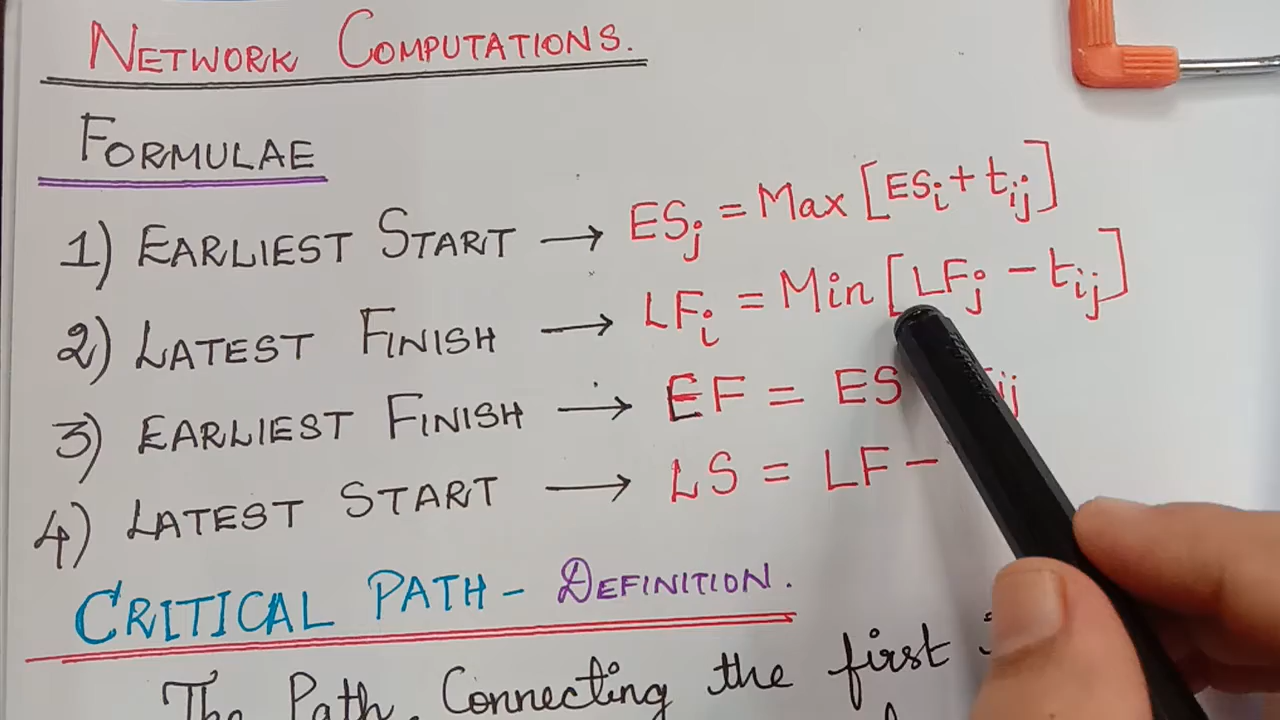 NETWORK COMPUTATIONS.
FORMULAE
1) EARLIEST START → ESj = Max [ESi + tij]
2) LATEST FINISH → LFi = Min [LFj - tij]
3) EARLIEST FINISH → EF = ES ij
4) LATEST START → LS = LF -
CRITICAL PATH - DEFINITION.
The Path Connecting the first